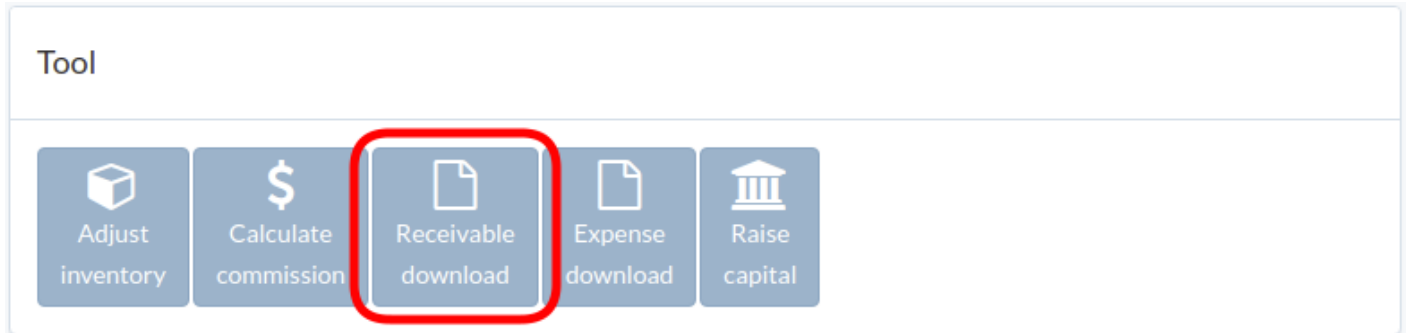 Tool
Adjust
inventory
Calculate
commission
Receivable
download
Expense
download
Raise
capital